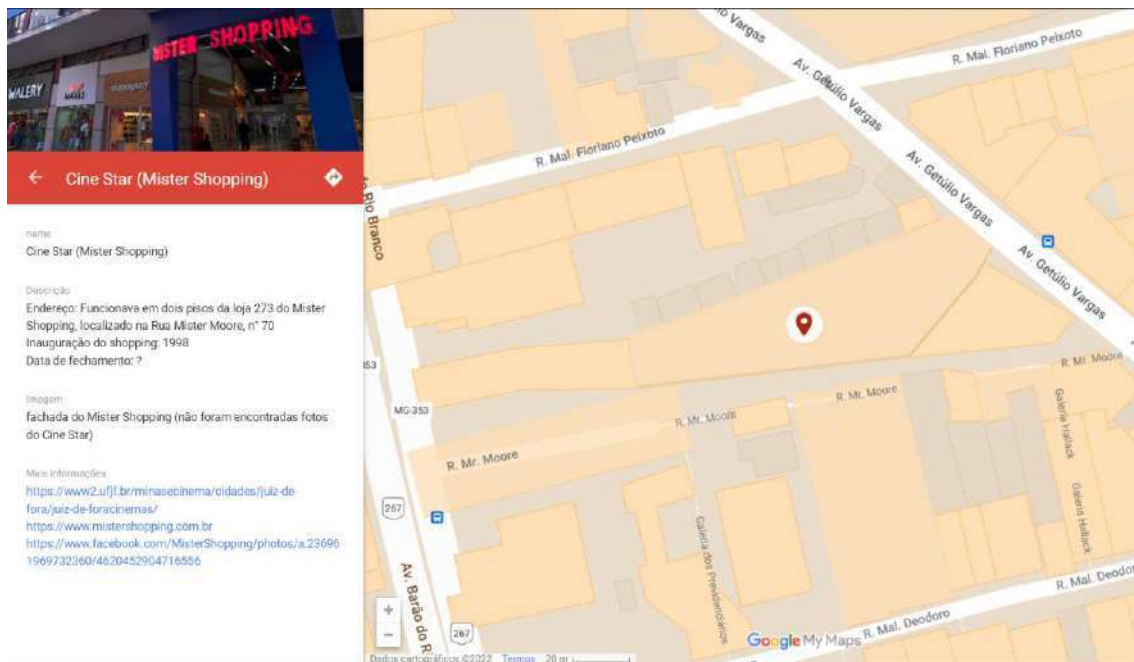 MISTER SHOPPING
WALERY
Cine Star (Mister Shopping)
name
Cine Star (Mister Shopping)
Descrição
Endereço: Funcionava em dois pisos da loja 273 do Mister
Shopping, localizado na Rua Mister Moore, n° 70
Inauguração do shopping: 1998
Data de fechamento: ?
Imagem
fachada do Mister Shopping (não foram encontradas fotos
do Cine Star)
Mais informações
https://www2.ufjf.br/minasecinema/cidades/juiz-de-
fora/juiz-de-foracinemas/
https://www.mistershopping.com.br
https://www.facebook.com/MisterShopping/photos/a.23696
1969732360/4620452904716556
Vargas
Av. Getúlio Vargas
R. Mal. Floriano Peixoto
R. Mal. Floriano Peixoto
Av. Getúlio Vargas
Rio Branco
Av. Getúlio Vargas
353
R. Mr. Moore
R. Mr. Moore
MG-353
R. Mr. Moore
R. Mr. Moore
Galeria Hallack
267
Galeria Hallack
Galeria dos Previdenciários
Av. Barão do R
R. Mal. Deodoro
R. Mal. Deodoro
+
−
267
Google My Maps
Dados cartográficos ©2022 Termos 20 m